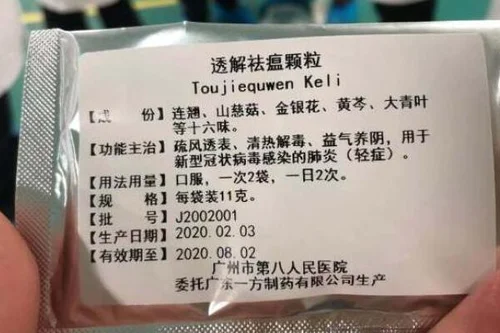 透解祛瘟颗粒
Toujiequwen Keli
【成 份】连翘、山慈菇、金银花、黄芩、大青叶
等十六味。
【功能主治】疏风透表、清热解毒、益气养阴，用于
新型冠状病毒感染的肺炎（轻症）。
【用法用量】口服，一次2袋，一日2次。
【规 格】每袋装11克。
【批 号】J2002001
【生产日期】2020.02.03
【有效期至】2020.08.02
广州市第八人民医院
委托广东一方制药有限公司生产